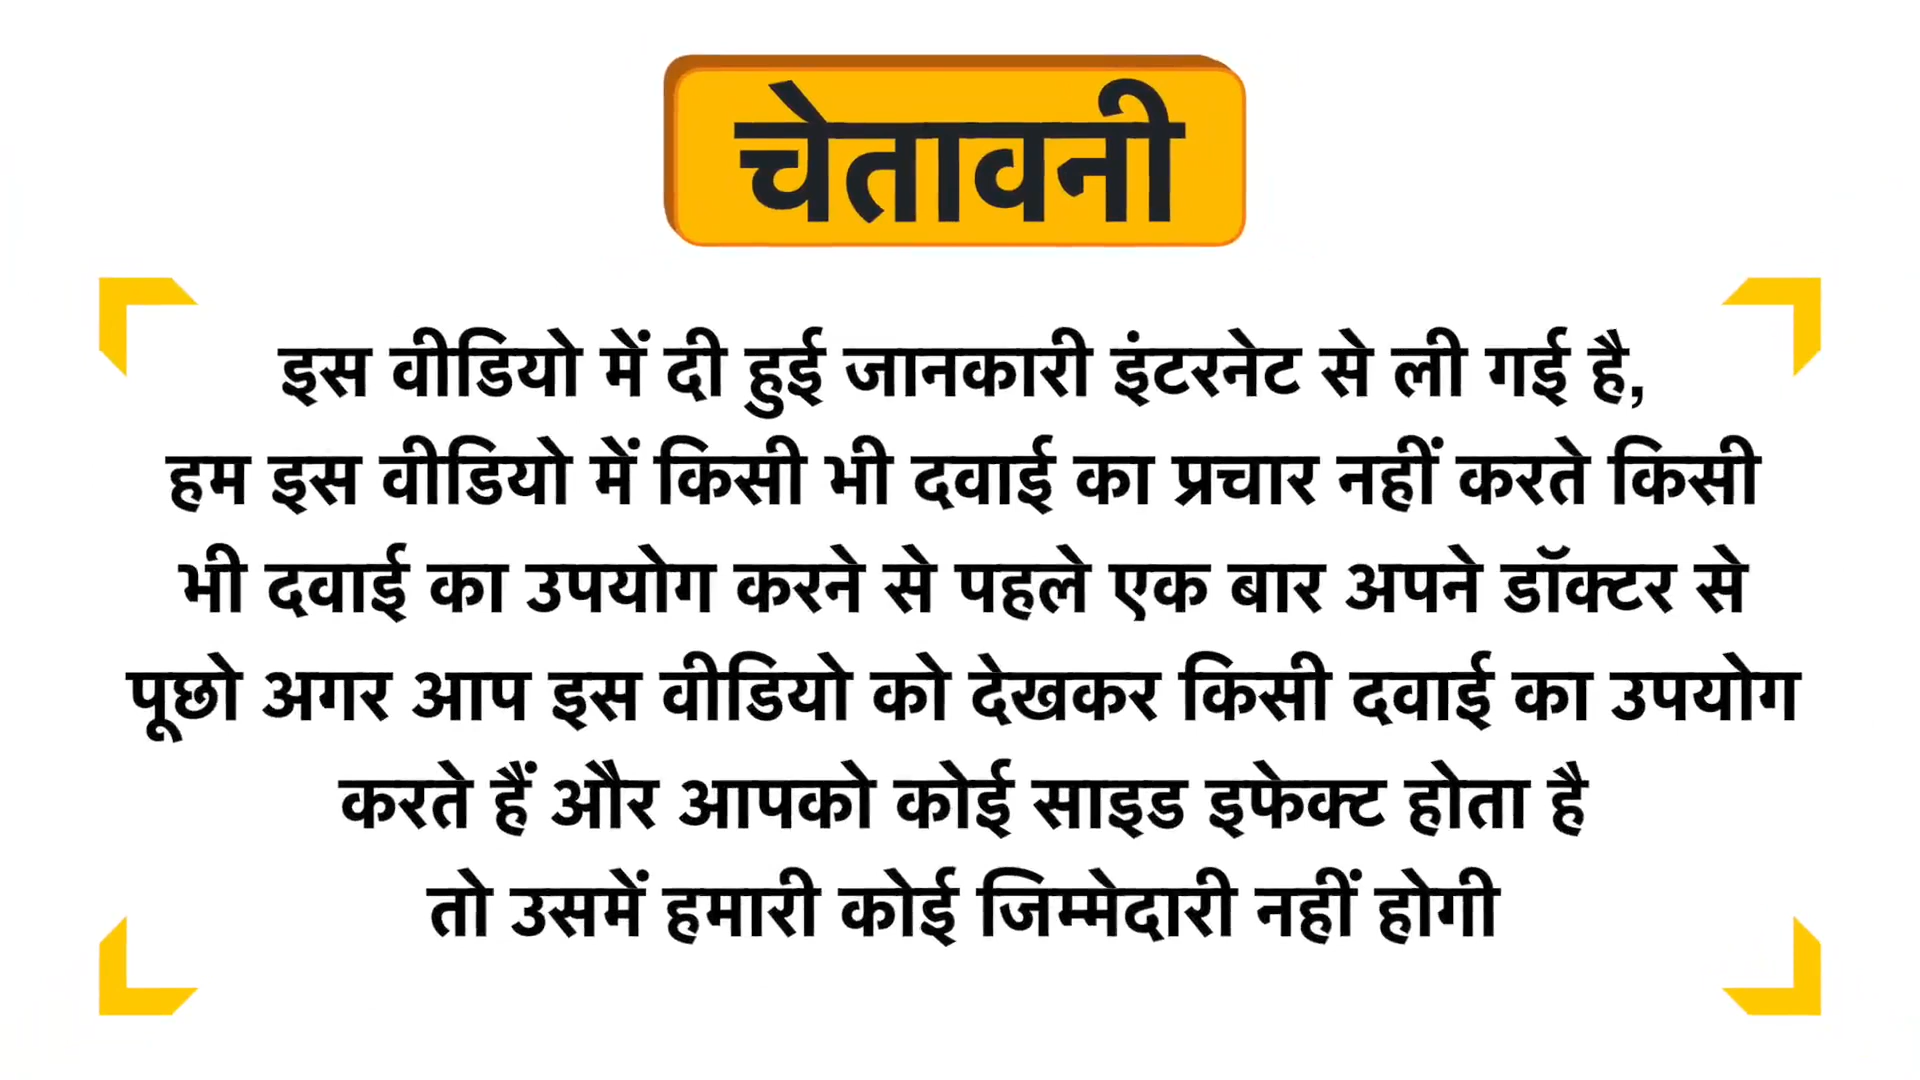 चेतावनी
इस वीडियो में दी हुई जानकारी इंटरनेट से ली गई है,
हम इस वीडियो में किसी भी दवाई का प्रचार नहीं करते किसी
भी दवाई का उपयोग करने से पहले एक बार अपने डॉक्टर से
पूछो अगर आप इस वीडियो को देखकर किसी दवाई का उपयोग
करते हैं और आपको कोई साइड इफेक्ट होता है
तो उसमें हमारी कोई जिम्मेदारी नहीं होगी